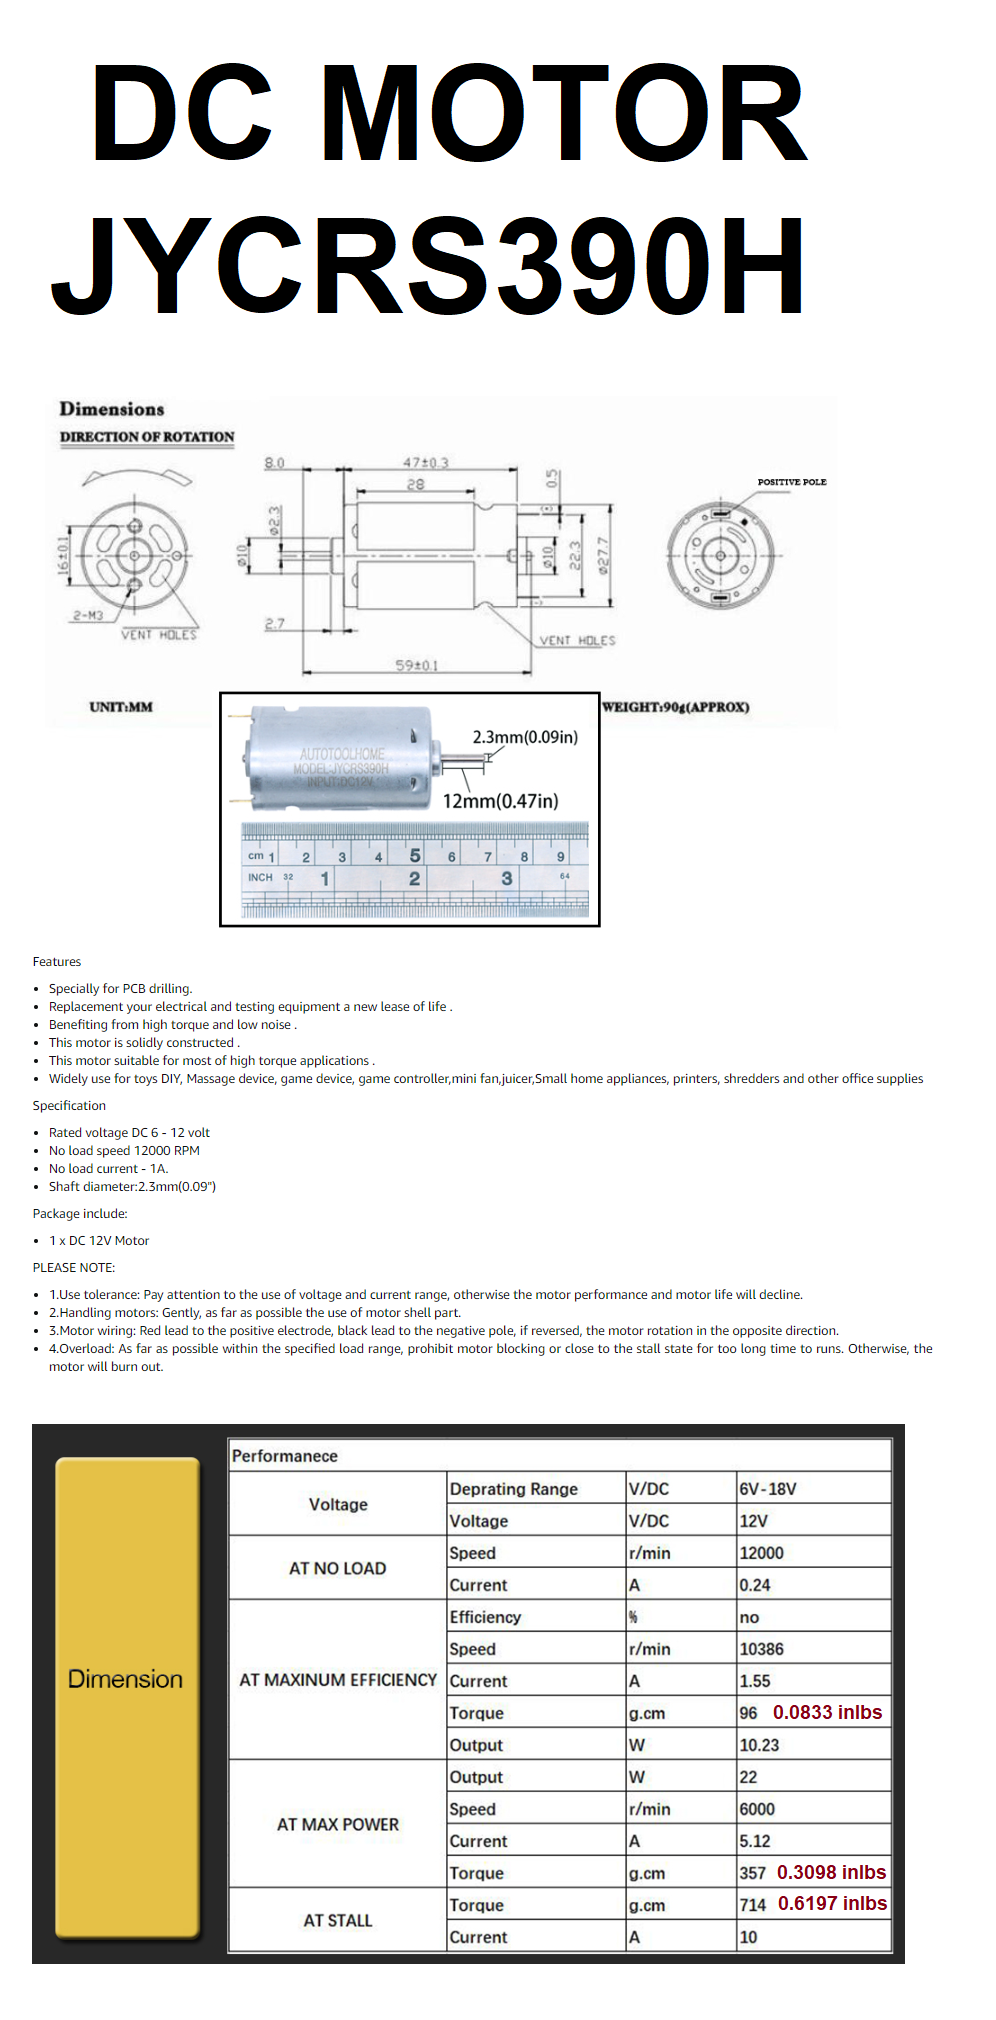 DC MOTOR
JYCRS390H
Dimensions
DIRECTION OF ROTATION
8.0
47±0.3
28
0.5
POSITIVE POLE
16±0.1
ø10
ø2.3
ø10
22.3
ø27.7
2-M3
VENT HOLES
2.7
VENT HOLES
59±0.1
UNIT:MM
WEIGHT:90g(APPROX)
AUTOTOOLHOME
MODEL:JYCRS390H
INPUT:DC12V
2.3mm(0.09in)
12mm(0.47in)
cm 1 2 3 4 5 6 7 8 9
INCH 32 1 2 3 64
Features
• Specially for PCB drilling.
• Replacement your electrical and testing equipment a new lease of life .
• Benefiting from high torque and low noise .
• This motor is solidly constructed .
• This motor suitable for most of high torque applications .
• Widely use for toys DIY, Massage device, game device, game controller,mini fan,juicer,Small home appliances, printers, shredders and other office supplies
Specification
• Rated voltage DC 6 - 12 volt
• No load speed 12000 RPM
• No load current - 1A.
• Shaft diameter:2.3mm(0.09")
Package include:
• 1 x DC 12V Motor
PLEASE NOTE:
• 1.Use tolerance: Pay attention to the use of voltage and current range, otherwise the motor performance and motor life will decline.
• 2.Handling motors: Gently, as far as possible the use of motor shell part.
• 3.Motor wiring: Red lead to the positive electrode, black lead to the negative pole, if reversed, the motor rotation in the opposite direction.
• 4.Overload: As far as possible within the specified load range, prohibit motor blocking or close to the stall state for too long time to runs. Otherwise, the
motor will burn out.
Dimension
Performanece
Voltage
Deprating Range V/DC 6V-18V
Voltage V/DC 12V
AT NO LOAD
Speed r/min 12000
Current A 0.24
AT MAXINUM EFFICIENCY
Efficiency % no
Speed r/min 10386
Current A 1.55
Torque g.cm 96 0.0833 inlbs
Output W 10.23
AT MAX POWER
Output W 22
Speed r/min 6000
Current A 5.12
Torque g.cm 357 0.3098 inlbs
AT STALL
Torque g.cm 714 0.6197 inlbs
Current A 10